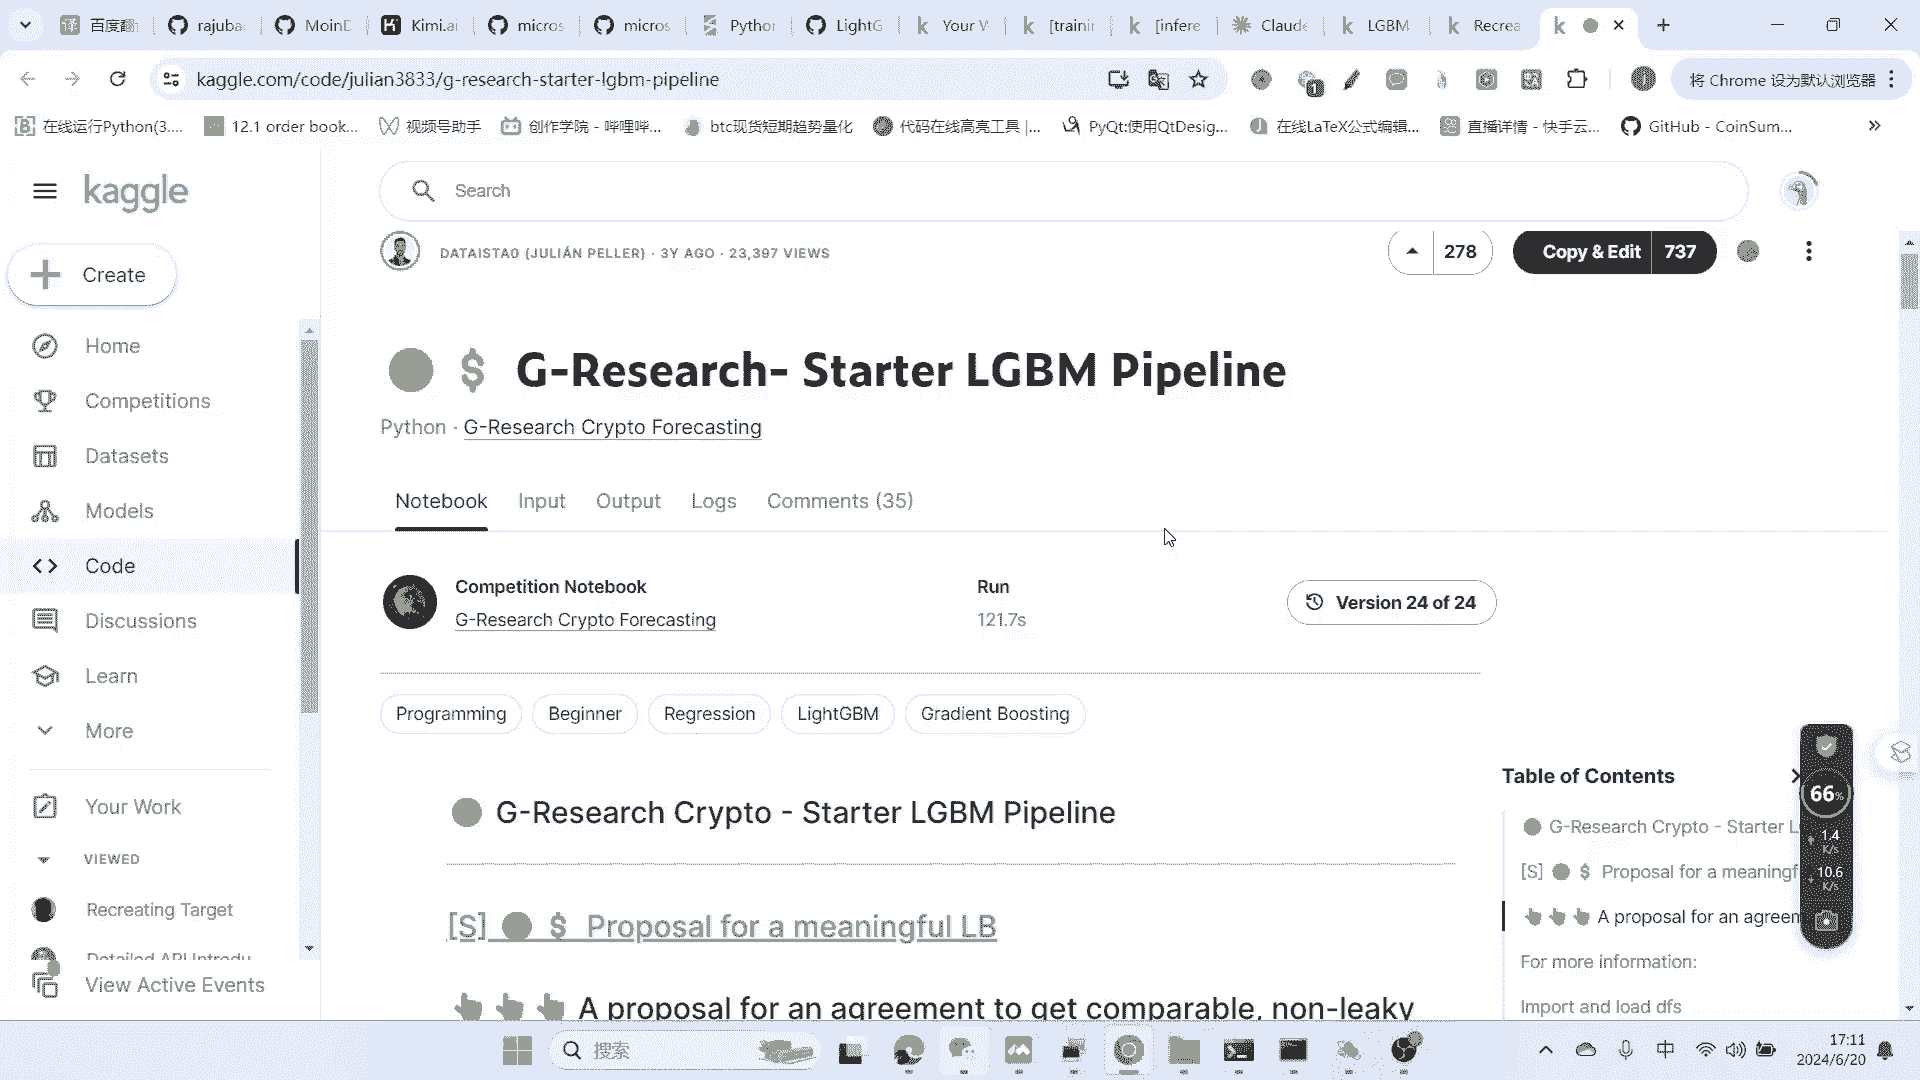 百度翻
rajuba
MoinD
Kimi.ai
micros
micros
Python
LightG
Your W
[trainin
[infere
Claude
LGBM
Recrea
kaggle.com/code/julian3833/g-research-starter-lgbm-pipeline
将 Chrome 设为默认浏览器
在线运行Python(3....
12.1 order book...
视频号助手
创作学院 - 哔哩哔...
btc现货短期趋势量化
代码在线高亮工具 |...
PyQt:使用QtDesig...
在线LaTeX公式编辑...
直播详情 - 快手云...
GitHub - CoinSum...
kaggle
Search
Create
Home
Competitions
Datasets
Models
Code
Discussions
Learn
More
Your Work
VIEWED
Recreating Target
Detailed API Introdu
View Active Events
DATAISTA0 (JULIÁN PELLER) · 3Y AGO · 23,397 VIEWS
278
Copy & Edit 737
$ G-Research- Starter LGBM Pipeline
Python · G-Research Crypto Forecasting
Notebook Input Output Logs Comments (35)
Competition Notebook
G-Research Crypto Forecasting
Run
121.7s
Version 24 of 24
Programming Beginner Regression LightGBM Gradient Boosting
G-Research Crypto - Starter LGBM Pipeline
[S] $ Proposal for a meaningful LB
A proposal for an agreement to get comparable, non-leaky
Table of Contents
G-Research Crypto - Starter L
[S] $ Proposal for a meaningf
A proposal for an agreem
For more information:
Import and load dfs
66%
1.4
K/s
10.6
K/s
搜索
中
17:11
2024/6/20